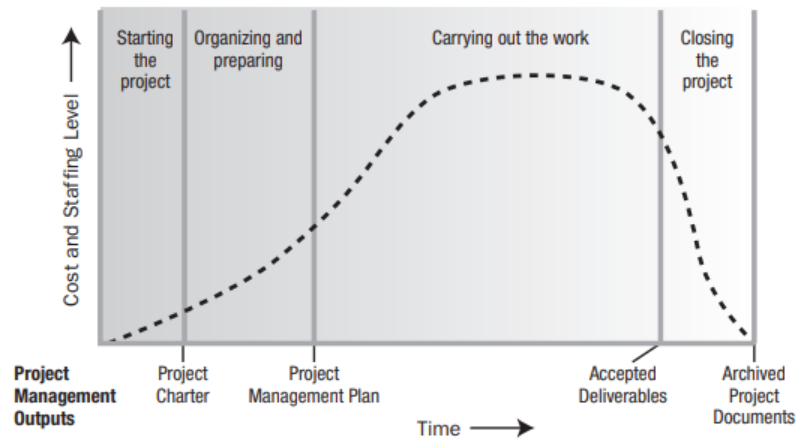 Starting
the
project
Organizing and
preparing
Carrying out the work
Closing
the
project
Cost and Staffing Level
Project
Management
Outputs
Project
Charter
Project
Management Plan
Accepted
Deliverables
Archived
Project
Documents
Time